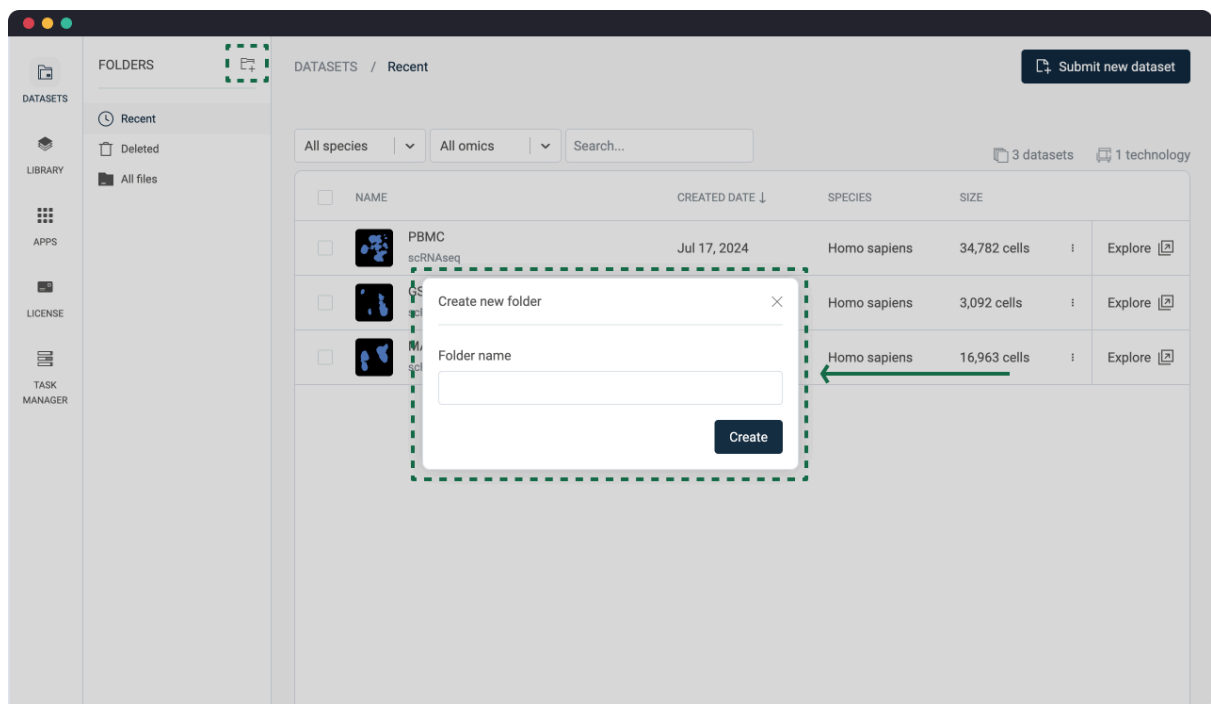 DATASETS
LIBRARY
APPS
LICENSE
TASK
MANAGER
FOLDERS
Recent
Deleted
All files
DATASETS / Recent
Submit new dataset
All species
All omics
Search...
3 datasets
1 technology
NAME CREATED DATE ↓ SPECIES SIZE
PBMC
scRNAseq
Jul 17, 2024 Homo sapiens 34,782 cells Explore
Homo sapiens 3,092 cells Explore
Homo sapiens 16,963 cells Explore
Create new folder
Folder name
Create